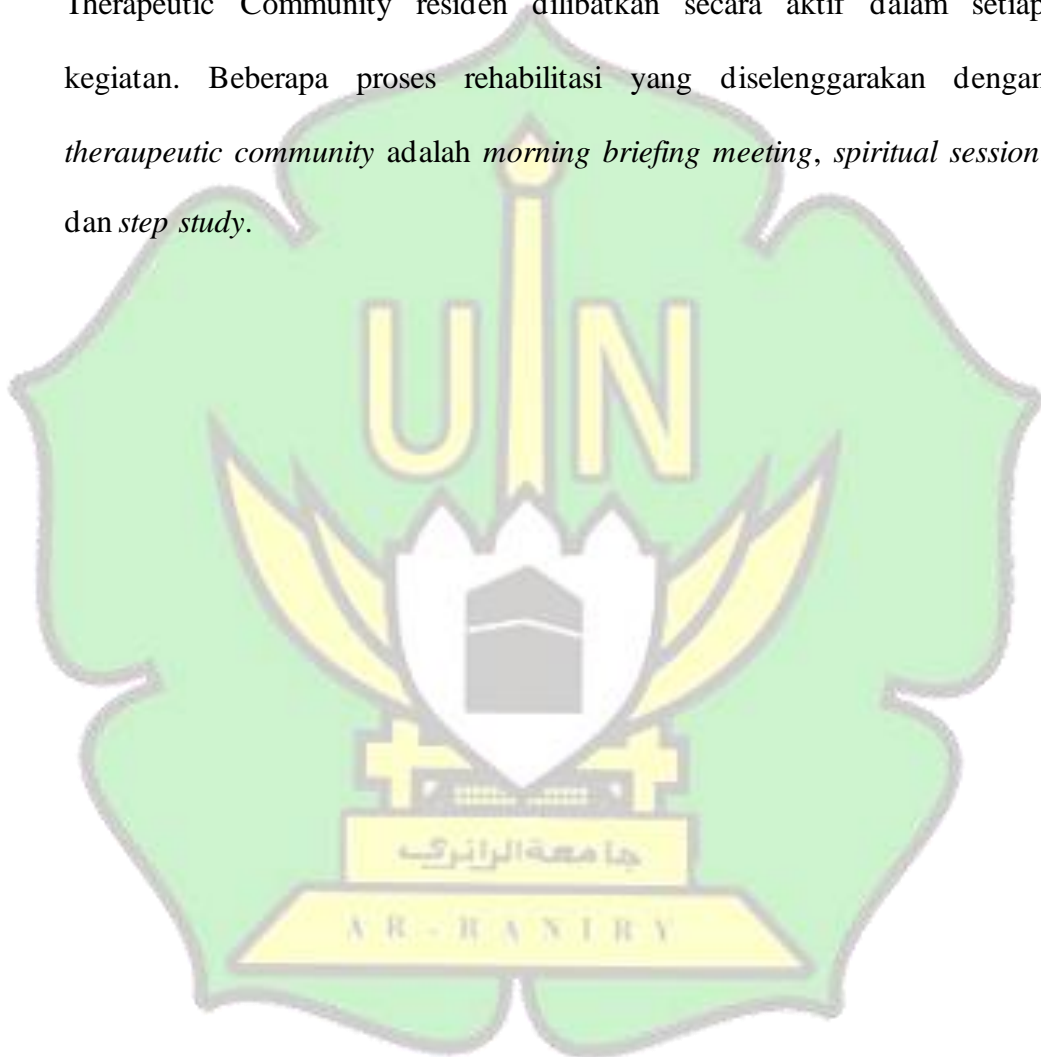 Therapeutic Community residen dilibatkan secara aktif dalam setiap
kegiatan. Beberapa proses rehabilitasi yang diselenggarakan dengan
theraupeutic community adalah morning briefing meeting, spiritual session
dan step study.
UIN
جامعة الرانري
AR-RANIRY